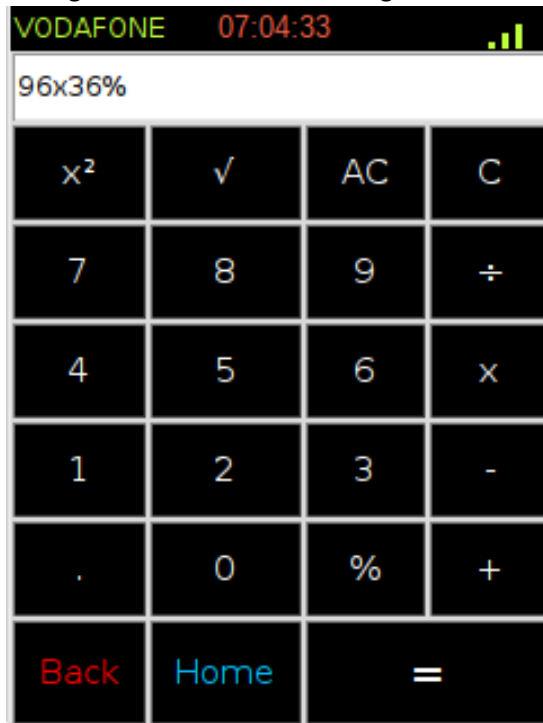 VODAFONE 07:04:33
96x36%
x² √ AC C
7 8 9 ÷
4 5 6 x
1 2 3 -
. 0 % +
Back Home =